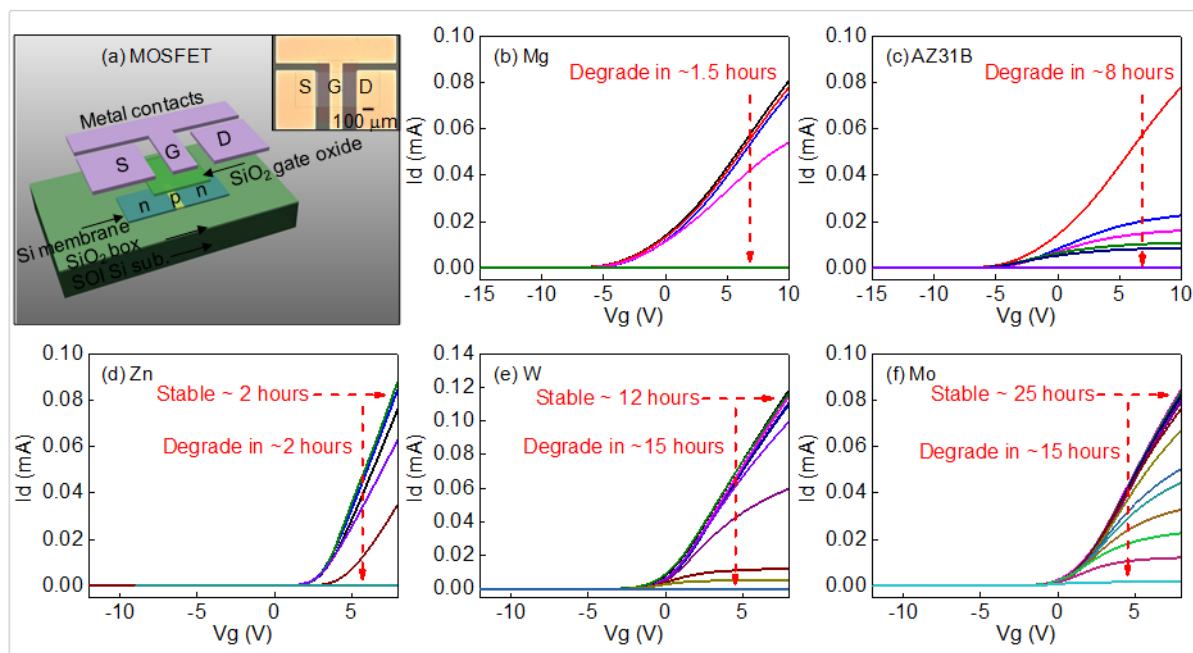 (a) MOSFET
S G D
100 μm
Metal contacts
S G D
SiO2 gate oxide
n p n
Si membrane
SiO2 box
SOI Si sub.
(b) Mg
Degrade in ~1.5 hours
Id (mA)
0.10
0.08
0.06
0.04
0.02
0.00
-15 -10 -5 0 5 10
Vg (V)
(c) AZ31B
Degrade in ~8 hours
Id (mA)
0.10
0.08
0.06
0.04
0.02
0.00
-15 -10 -5 0 5 10
Vg (V)
(d) Zn
Stable ~ 2 hours
Degrade in ~2 hours
Id (mA)
0.10
0.08
0.06
0.04
0.02
0.00
-10 -5 0 5
Vg (V)
(e) W
Stable ~ 12 hours
Degrade in ~15 hours
Id (mA)
0.14
0.12
0.10
0.08
0.06
0.04
0.02
0.00
-10 -5 0 5
Vg (V)
(f) Mo
Stable ~ 25 hours
Degrade in ~15 hours
Id (mA)
0.10
0.08
0.06
0.04
0.02
0.00
-10 -5 0 5
Vg (V)